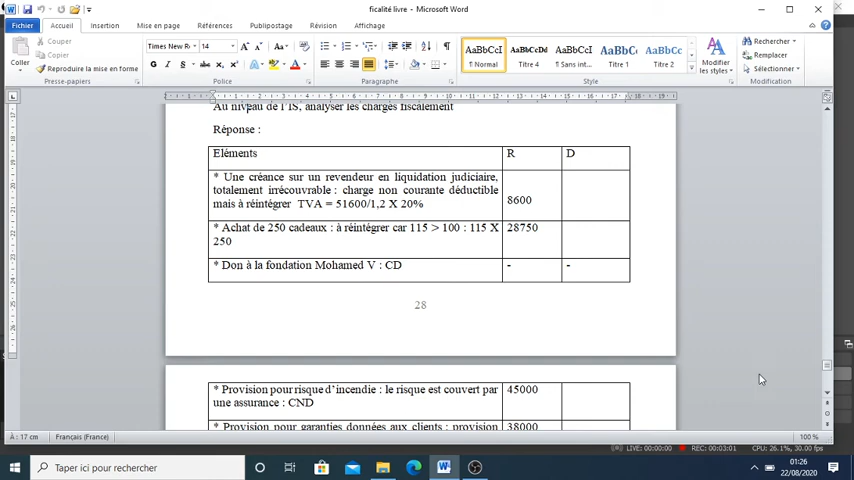 ficalité livre - Microsoft Word
Fichier Accueil Insertion Mise en page Références Publipostage Révision Affichage
Coller
Couper
Copier
Reproduire la mise en forme
Presse-papiers
Times New R 14
G I S
Police
Paragraphe
AaBbCcI AaBbCcDd AaBbCcI AaBbC AaBbCc
¶ Normal Titre 4 ¶ Sans int... Titre 1 Titre 2
Style
Modifier les styles
Rechercher
Remplacer
Sélectionner
Modification
Au niveau de l'IS, analyser les charges fiscalement
Réponse :
Eléments R D
* Une créance sur un revendeur en liquidation judiciaire,
totalement irrécouvrable : charge non courante déductible
mais à réintégrer TVA = 51600/1,2 X 20% 8600
* Achat de 250 cadeaux : à réintégrer car 115 > 100 : 115 X 28750
250
* Don à la fondation Mohamed V : CD - -
28
* Provision pour risque d'incendie : le risque est couvert par 45000
une assurance : CND
* Provision pour garanties données aux clients : provision 38000
À : 17 cm Français (France) 100 %
LIVE: 00:00:00 REC: 00:03:01 CPU: 26.1%, 30.00 fps
Taper ici pour rechercher
01:26
22/08/2020